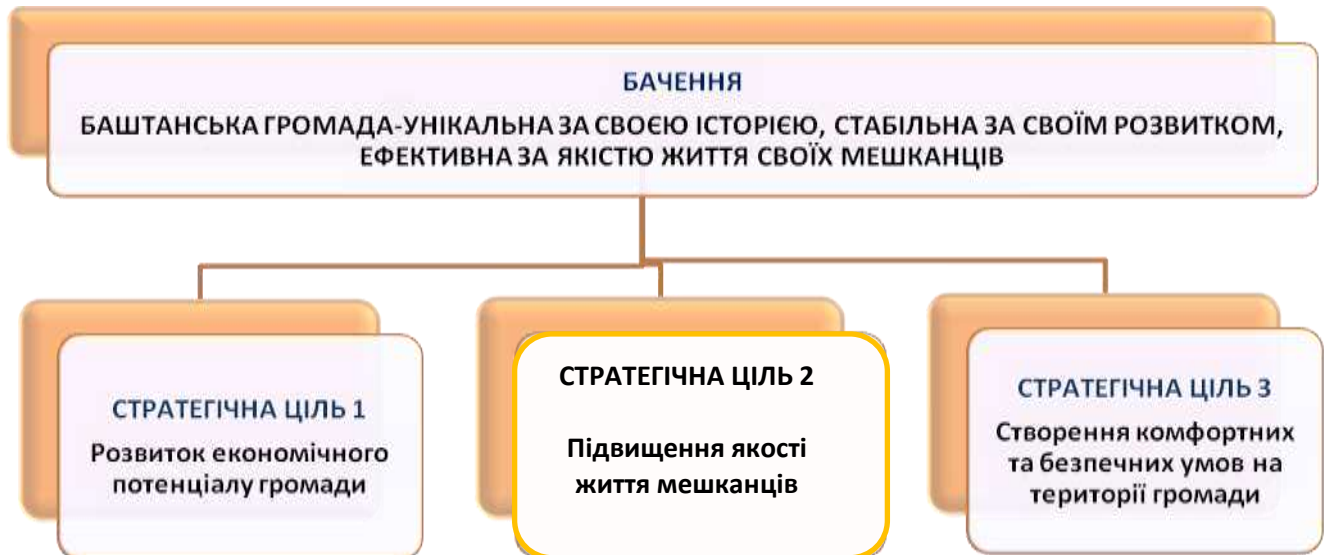 БАЧЕННЯ
БАШТАНСЬКА ГРОМАДА-УНІКАЛЬНА ЗА СВОЄЮ ІСТОРІЄЮ, СТАБІЛЬНА ЗА СВОЇМ РОЗВИТКОМ,
ЕФЕКТИВНА ЗА ЯКІСТЮ ЖИТТЯ СВОЇХ МЕШКАНЦІВ
СТРАТЕГІЧНА ЦІЛЬ 1
Розвиток економічного
потенціалу громади
СТРАТЕГІЧНА ЦІЛЬ 2
Підвищення якості
життя мешканців
СТРАТЕГІЧНА ЦІЛЬ 3
Створення комфортних
та безпечних умов на
території громади